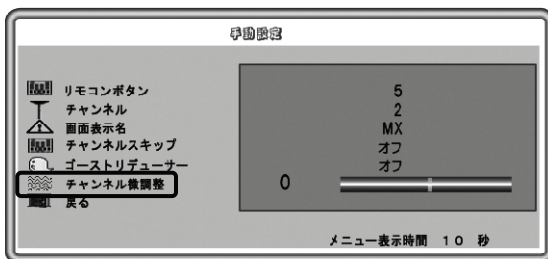 手動設定
リモコンボタン 5
チャンネル 2
画面表示名 MX
チャンネルスキップ オフ
ゴーストリデューサー オフ
チャンネル微調整 0
戻る
メニュー表示時間 10 秒